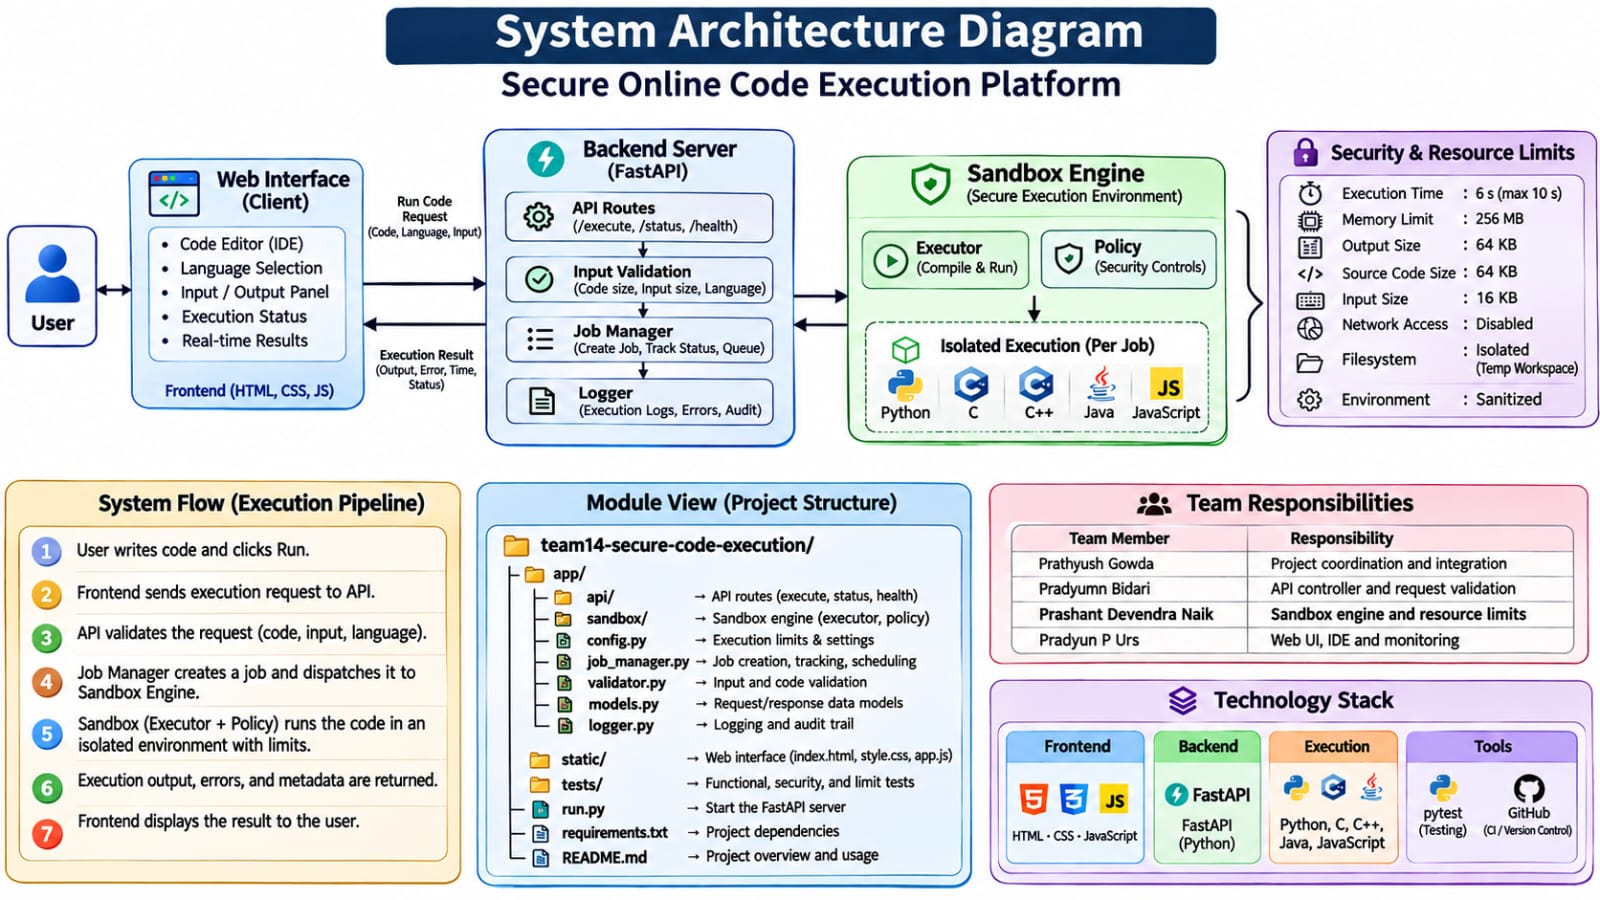 System Architecture Diagram
Secure Online Code Execution Platform
User
Web Interface
(Client)
Code Editor (IDE)
Language Selection
Input / Output Panel
Execution Status
Real-time Results
Frontend (HTML, CSS, JS)
Run Code
Request
(Code, Language, Input)
Execution Result
(Output, Error, Time,
Status)
Backend Server
(FastAPI)
API Routes
(/execute, /status, /health)
Input Validation
(Code size, Input size, Language)
Job Manager
(Create Job, Track Status, Queue)
Logger
(Execution Logs, Errors, Audit)
Sandbox Engine
(Secure Execution Environment)
Executor
(Compile & Run)
Policy
(Security Controls)
Isolated Execution (Per Job)
Python
C
C++
Java
JS
JavaScript
Security & Resource Limits
Execution Time : 6 s (max 10 s)
Memory Limit : 256 MB
Output Size : 64 KB
Source Code Size : 64 KB
Input Size : 16 KB
Network Access : Disabled
Filesystem : Isolated
(Temp Workspace)
Environment : Sanitized
System Flow (Execution Pipeline)
1 User writes code and clicks Run.
2 Frontend sends execution request to API.
3 API validates the request (code, input, language).
4 Job Manager creates a job and dispatches it to
Sandbox Engine.
5 Sandbox (Executor + Policy) runs the code in an
isolated environment with limits.
6 Execution output, errors, and metadata are returned.
7 Frontend displays the result to the user.
Module View (Project Structure)
team14-secure-code-execution/
app/
api/ → API routes (execute, status, health)
sandbox/ → Sandbox engine (executor, policy)
config.py → Execution limits & settings
job_manager.py → Job creation, tracking, scheduling
validator.py → Input and code validation
models.py → Request/response data models
logger.py → Logging and audit trail
static/ → Web interface (index.html, style.css, app.js)
tests/ → Functional, security, and limit tests
run.py → Start the FastAPI server
requirements.txt → Project dependencies
README.md → Project overview and usage
Team Responsibilities
Team Member Responsibility
Prathyush Gowda Project coordination and integration
Pradyumn Bidari API controller and request validation
Prashant Devendra Naik Sandbox engine and resource limits
Pradyun P Urs Web UI, IDE and monitoring
Technology Stack
Frontend
5 3 JS
HTML • CSS • JavaScript
Backend
FastAPI
FastAPI
(Python)
Execution
Python, C, C++,
Java, JavaScript
Tools
pytest
(Testing)
GitHub
(CI / Version Control)